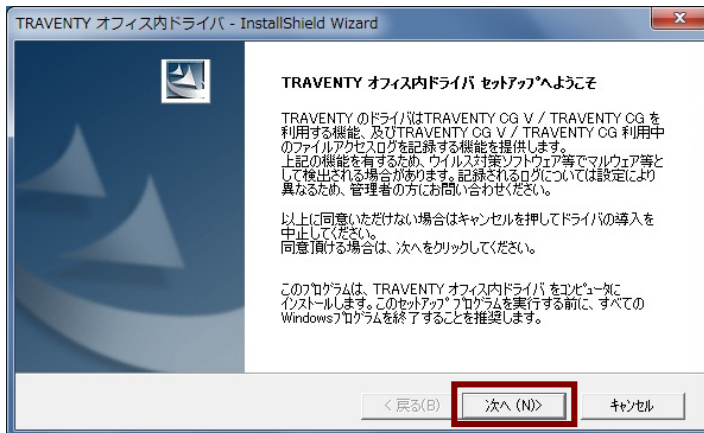 TRAVENTY オフィス内ドライバ - InstallShield Wizard
TRAVENTY オフィス内ドライバ セットアップへようこそ
TRAVENTY のドライバはTRAVENTY CG V / TRAVENTY CG を
利用する機能、及びTRAVENTY CG V / TRAVENTY CG 利用中
のファイルアクセスログを記録する機能を提供します。
上記の機能を有するため、ウイルス対策ソフトウェア等でマルウェア等と
して検出される場合があります。記録されるログについては設定により
異なるため、管理者の方にお問い合わせください。
以上に同意いただけない場合はキャンセルを押してドライバの導入を
中止してください。
同意頂ける場合は、次へをクリックしてください。
このプログラムは、TRAVENTY オフィス内ドライバ をコンピュータに
インストールします。このセットアップ プログラムを実行する前に、すべての
Windowsプログラムを終了することを推奨します。
< 戻る(B) 次へ (N)> キャンセル